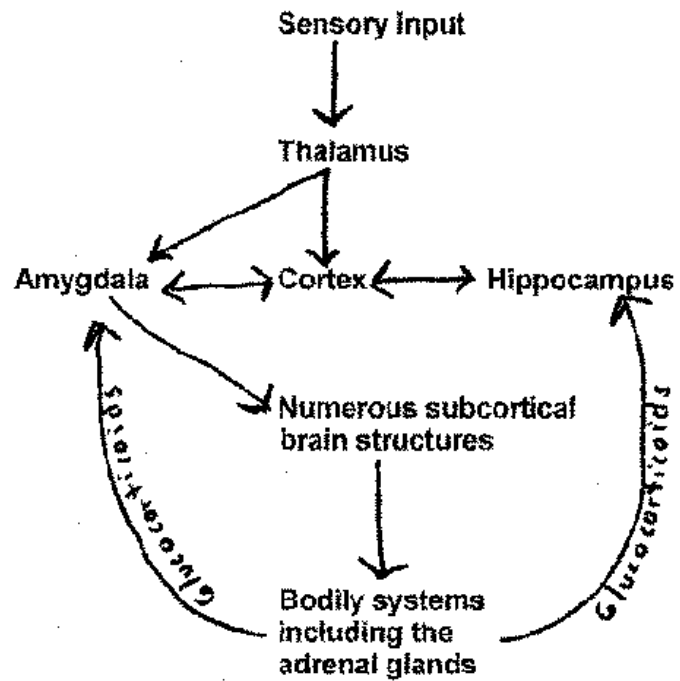 Sensory Input
Thalamus
Amygdala
Cortex
Hippocampus
Numerous subcortical
brain structures
Glucocorticoids
Glucocorticoids
Bodily systems
including the
adrenal glands